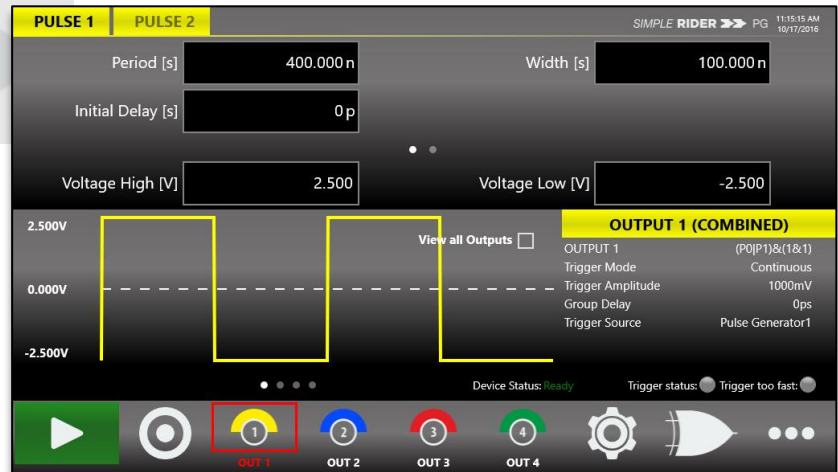 PULSE 1 PULSE 2 SIMPLE RIDER PG 11:15:15 AM
10/17/2016
Period [s] 400.000 n Width [s] 100.000 n
Initial Delay [s] 0 p
Voltage High [V] 2.500 Voltage Low [V] -2.500
2.500V
0.000V
-2.500V
View all Outputs
OUTPUT 1 (COMBINED)
OUTPUT 1 (P0|P1)&(1&1)
Trigger Mode Continuous
Trigger Amplitude 1000mV
Group Delay 0ps
Trigger Source Pulse Generator1
Device Status: Ready Trigger status: Trigger too fast:
1 2 3 4
OUT 1 OUT 2 OUT 3 OUT 4